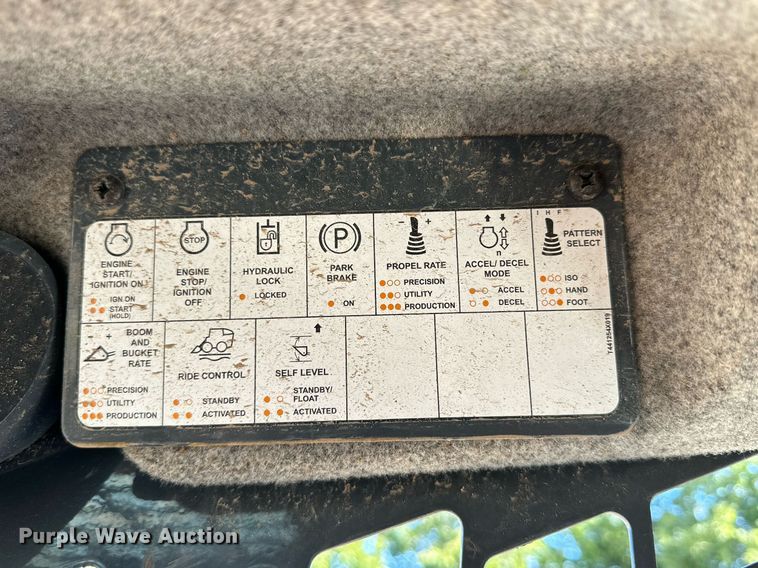 ENGINE
START/
IGNITION ON
IGN ON
START
(HOLD)
STOP
ENGINE
STOP/
IGNITION
OFF
HYDRAULIC
LOCK
LOCKED
P
PARK
BRAKE
ON
- +
PROPEL RATE
PRECISION
UTILITY
PRODUCTION
n
ACCEL/ DECEL
MODE
ACCEL
DECEL
I H F
PATTERN
SELECT
ISO
HAND
FOOT
- +
BOOM
AND
BUCKET
RATE
PRECISION
UTILITY
PRODUCTION
RIDE CONTROL
STANDBY
ACTIVATED
SELF LEVEL
STANDBY/
FLOAT
ACTIVATED
T441254X019
Purple Wave Auction